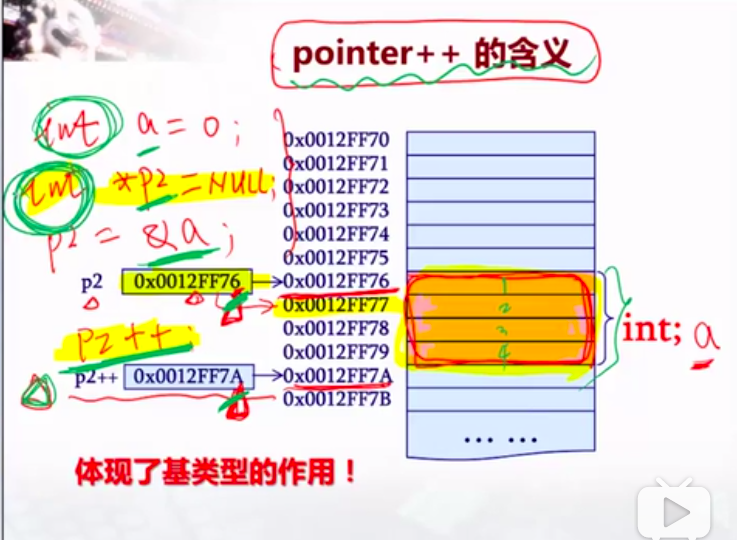 pointer++ 的含义
int a = 0;
int *p2 = NULL;
p2 = &a;
0x0012FF70
0x0012FF71
0x0012FF72
0x0012FF73
0x0012FF74
0x0012FF75
p2 0x0012FF76 0x0012FF76 1
0x0012FF77 2
0x0012FF78 3
int; a
p2++
0x0012FF79 4
p2++ 0x0012FF7A 0x0012FF7A
0x0012FF7B
... ...
体现了基类型的作用！